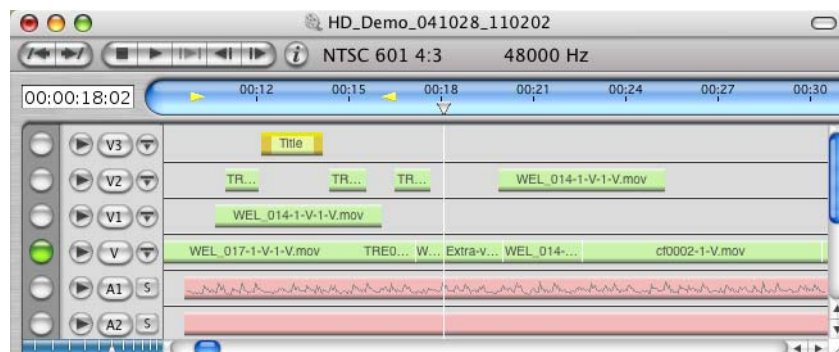 HD_Demo_041028_110202
NTSC 601 4:3 48000 Hz
00:00:18:02 00:12 00:15 00:18 00:21 00:24 00:27 00:30
V3 Title
V2 TR... TR... TR... WEL_014-1-V-1-V.mov
V1 WEL_014-1-V-1-V.mov
V WEL_017-1-V-1-V.mov TRE0... W... Extra-v... WEL_014-... cf0002-1-V.mov
A1 S
A2 S